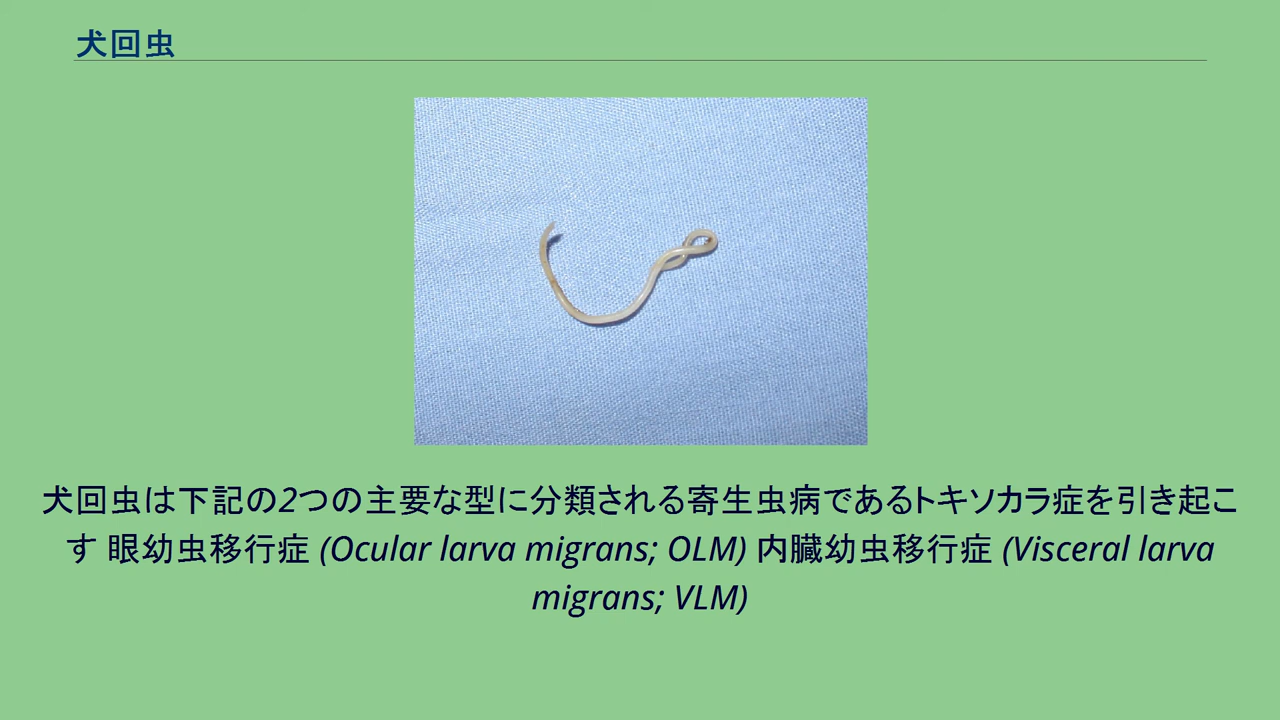 犬回虫
犬回虫は下記の2つの主要な型に分類される寄生虫病であるトキソカラ症を引き起こ
す 眼幼虫移行症 (Ocular larva migrans; OLM) 内臓幼虫移行症 (Visceral larva
migrans; VLM)